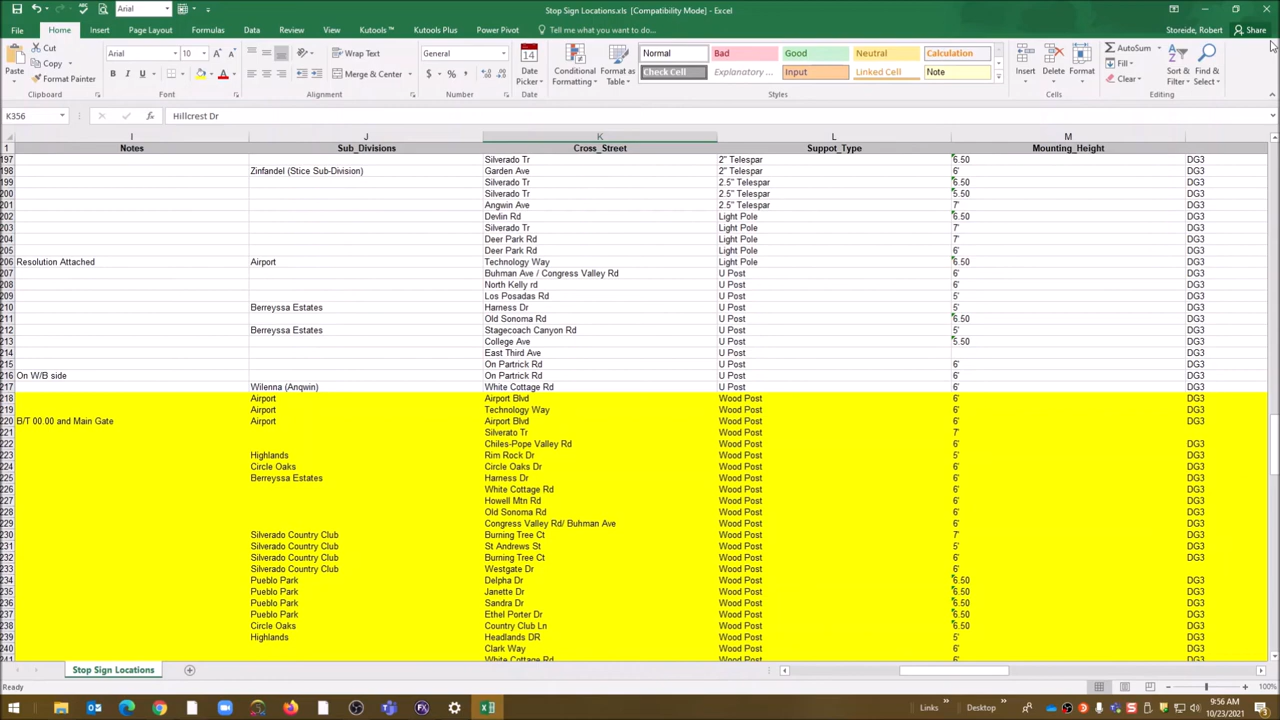 Arial
Stop Sign Locations.xls [Compatibility Mode] - Excel
File Home Insert Page Layout Formulas Data Review View Kutools™ Kutools Plus Power Pivot Tell me what you want to do... Storeide, Robert Share
Paste Cut Copy Format Painter Clipboard
Arial 10 B I U A Font
Wrap Text Merge & Center Alignment
General $ % , Number
14 Date Picker Date
Conditional Formatting Format as Table
Normal Bad Good Neutral Calculation
Check Cell Explanatory... Input Linked Cell Note
Styles
Insert Delete Format Cells
AutoSum Fill Clear Sort & Filter Find & Select Editing
K356 fx Hillcrest Dr
I J K L M
1 Notes Sub_Divisions Cross_Street Suppot_Type Mounting_Height
197 Silverado Tr 2" Telespar 6.50 DG3
198 Zinfandel (Stice Sub-Division) Garden Ave 2" Telespar 6' DG3
199 Silverado Tr 2.5" Telespar 6.50 DG3
200 Silverado Tr 2.5" Telespar 5.50 DG3
201 Angwin Ave 2.5" Telespar 7' DG3
202 Devlin Rd Light Pole 6.50 DG3
203 Silverado Tr Light Pole 7' DG3
204 Deer Park Rd Light Pole 7' DG3
205 Deer Park Rd Light Pole 6' DG3
206 Resolution Attached Airport Technology Way Light Pole 6.50 DG3
207 Buhman Ave / Congress Valley Rd U Post 6' DG3
208 North Kelly rd U Post 6' DG3
209 Los Posadas Rd U Post 5' DG3
210 Berreyssa Estates Harness Dr U Post 5' DG3
211 Old Sonoma Rd U Post 6.50 DG3
212 Berreyssa Estates Stagecoach Canyon Rd U Post 5' DG3
213 College Ave U Post 5.50 DG3
214 East Third Ave U Post DG3
215 On Partrick Rd U Post 6' DG3
216 On W/B side On Partrick Rd U Post 6' DG3
217 Wilenna (Anqwin) White Cottage Rd U Post 6' DG3
218 Airport Airport Blvd Wood Post 6' DG3
219 Airport Technology Way Wood Post 6' DG3
220 B/T 00.00 and Main Gate Airport Airport Blvd Wood Post 6' DG3
221 Silverato Tr Wood Post 7'
222 Chiles-Pope Valley Rd Wood Post 6' DG3
223 Highlands Rim Rock Dr Wood Post 5' DG3
224 Circle Oaks Circle Oaks Dr Wood Post 6' DG3
225 Berreyssa Estates Harness Dr Wood Post 6' DG3
226 White Cottage Rd Wood Post 6' DG3
227 Howell Mtn Rd Wood Post 6' DG3
228 Old Sonoma Rd Wood Post 6' DG3
229 Congress Valley Rd/ Buhman Ave Wood Post 6' DG3
230 Silverado Country Club Burning Tree Ct Wood Post 7' DG3
231 Silverado Country Club St Andrews St Wood Post 5' DG3
232 Silverado Country Club Burning Tree Ct Wood Post 6' DG3
233 Silverado Country Club Westgate Dr Wood Post 6'
234 Pueblo Park Delpha Dr Wood Post 6.50 DG3
235 Pueblo Park Janette Dr Wood Post 6.50 DG3
236 Pueblo Park Sandra Dr Wood Post 6.50 DG3
237 Pueblo Park Ethel Porter Dr Wood Post 6.50 DG3
238 Circle Oaks Country Club Ln Wood Post 6.50 DG3
239 Highlands Headlands DR Wood Post 5' DG3
240 Clark Way Wood Post 6' DG3
241 White Cottage Rd Wood Post 6' DG3
Stop Sign Locations
Ready 100%
Links Desktop 9:56 AM
10/23/2021